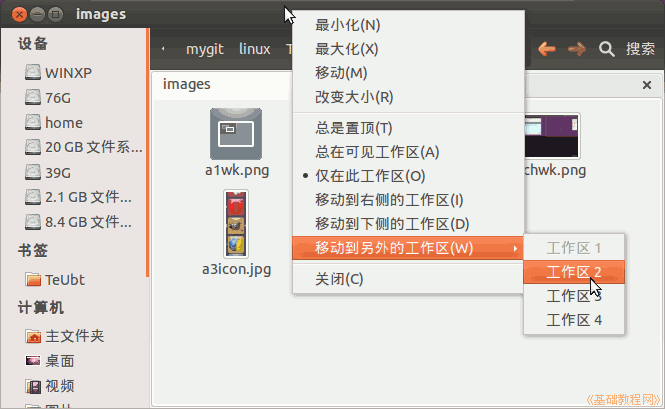 images
设备
WINXP
76G
home
20 GB 文件系...
39G
2.1 GB 文件...
8.4 GB 文件...
书签
TeUbt
计算机
主文件夹
桌面
视频
mygit
linux
搜索
images
a1wk.png
chwk.png
a3icon.jpg
最小化(N)
最大化(X)
移动(M)
改变大小(R)
总是置顶(T)
总在可见工作区(A)
仅在此工作区(O)
移动到右侧的工作区(I)
移动到下侧的工作区(D)
移动到另外的工作区(W)
关闭(C)
工作区 1
工作区 2
工作区 3
工作区 4
《基础教程网》